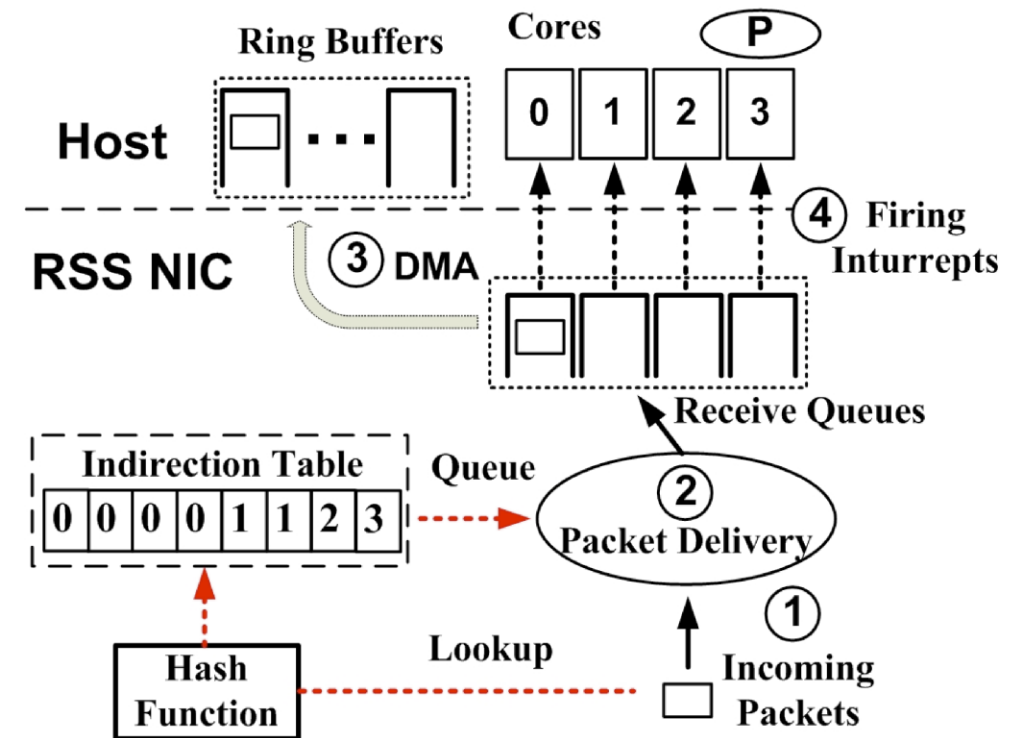 Ring Buffers
Cores
P
0 1 2 3
Host
...
4 Firing
Inturrepts
RSS NIC
3 DMA
Receive Queues
Indirection Table
0 0 0 0 1 1 2 3
Queue
2
Packet Delivery
1
Incoming
Packets
Lookup
Hash
Function